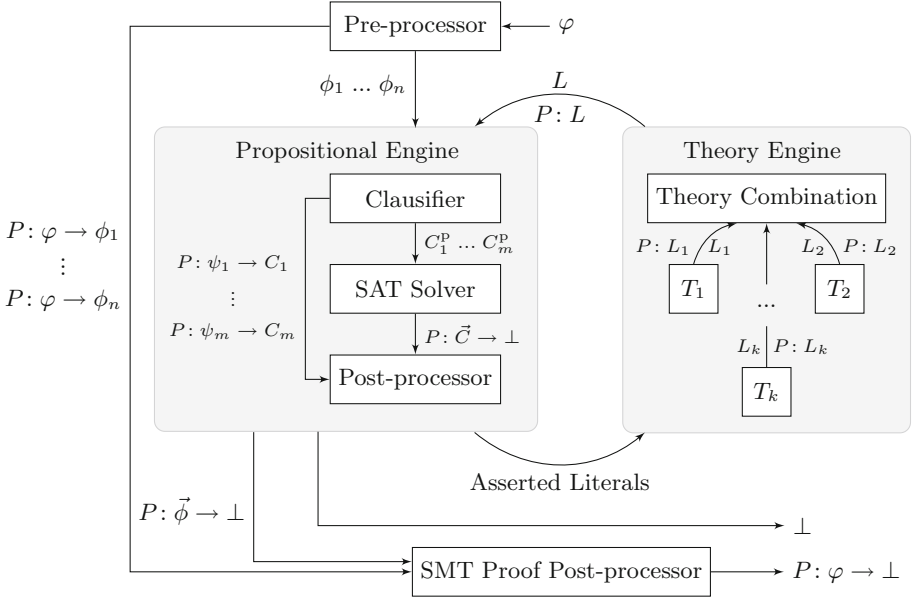 Pre-processor
φ
ϕ₁ ... ϕₙ
L
P : L
Propositional Engine
Theory Engine
Clausifier
Theory Combination
C₁ᵖ ... Cₘᵖ
P : L₁
L₁
L₂
P : L₂
P : φ → ϕ₁
⋮
P : φ → ϕₙ
P : ψ₁ → C₁
⋮
P : ψₘ → Cₘ
SAT Solver
T₁
...
T₂
P : C⃗ → ⊥
Lₖ
P : Lₖ
Post-processor
Tₖ
Asserted Literals
P : ϕ⃗ → ⊥
⊥
SMT Proof Post-processor
P : φ → ⊥